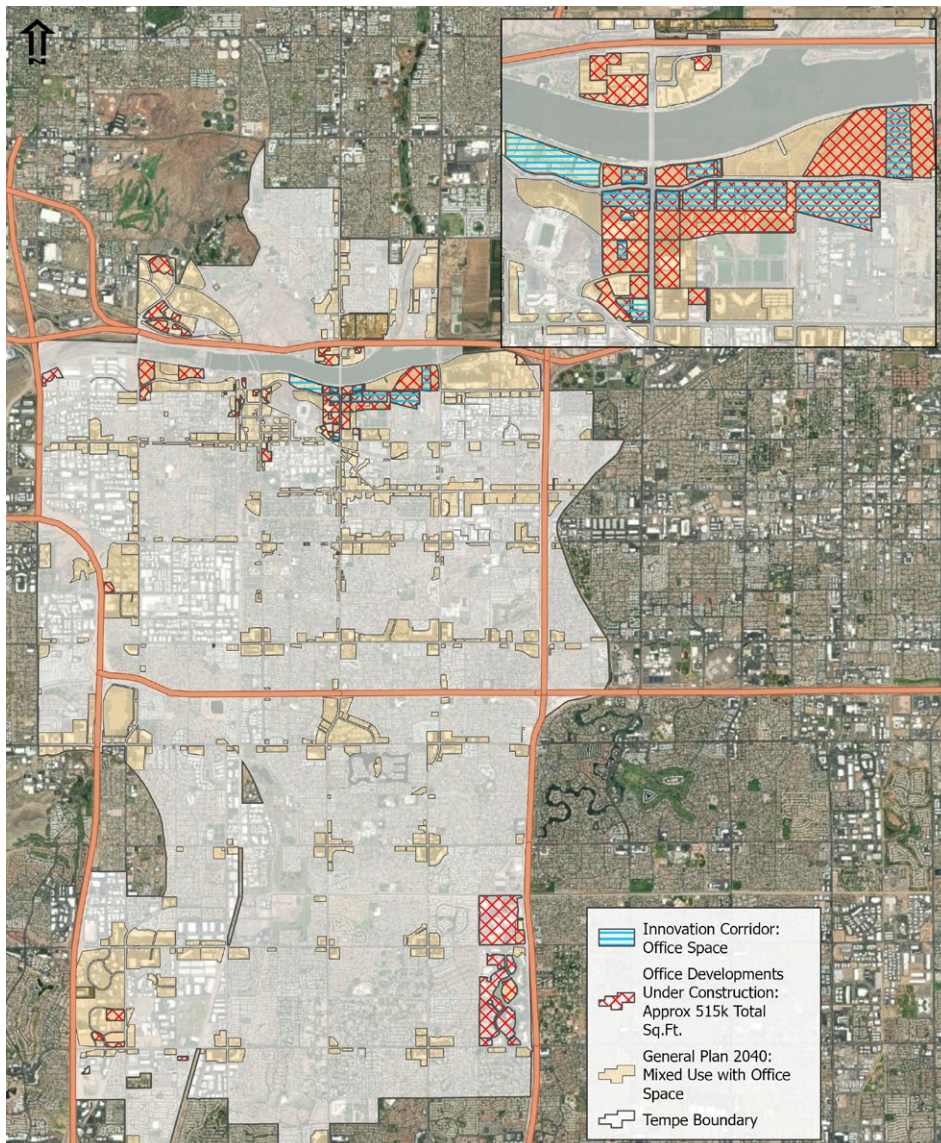 N
Innovation Corridor:
Office Space
Office Developments
Under Construction:
Approx 515k Total
Sq.Ft.
General Plan 2040:
Mixed Use with Office
Space
Tempe Boundary